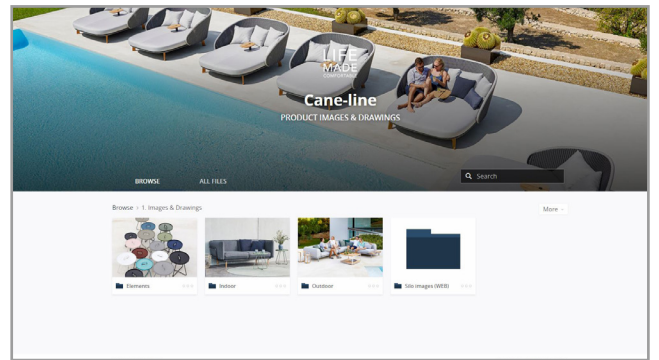 LIFE
MADE
COMFORTABLE
Cane-line
PRODUCT IMAGES & DRAWINGS
BROWSE ALL FILES Search
Browse › 1. Images & Drawings More
Elements Indoor Outdoor Silo images (WEB)